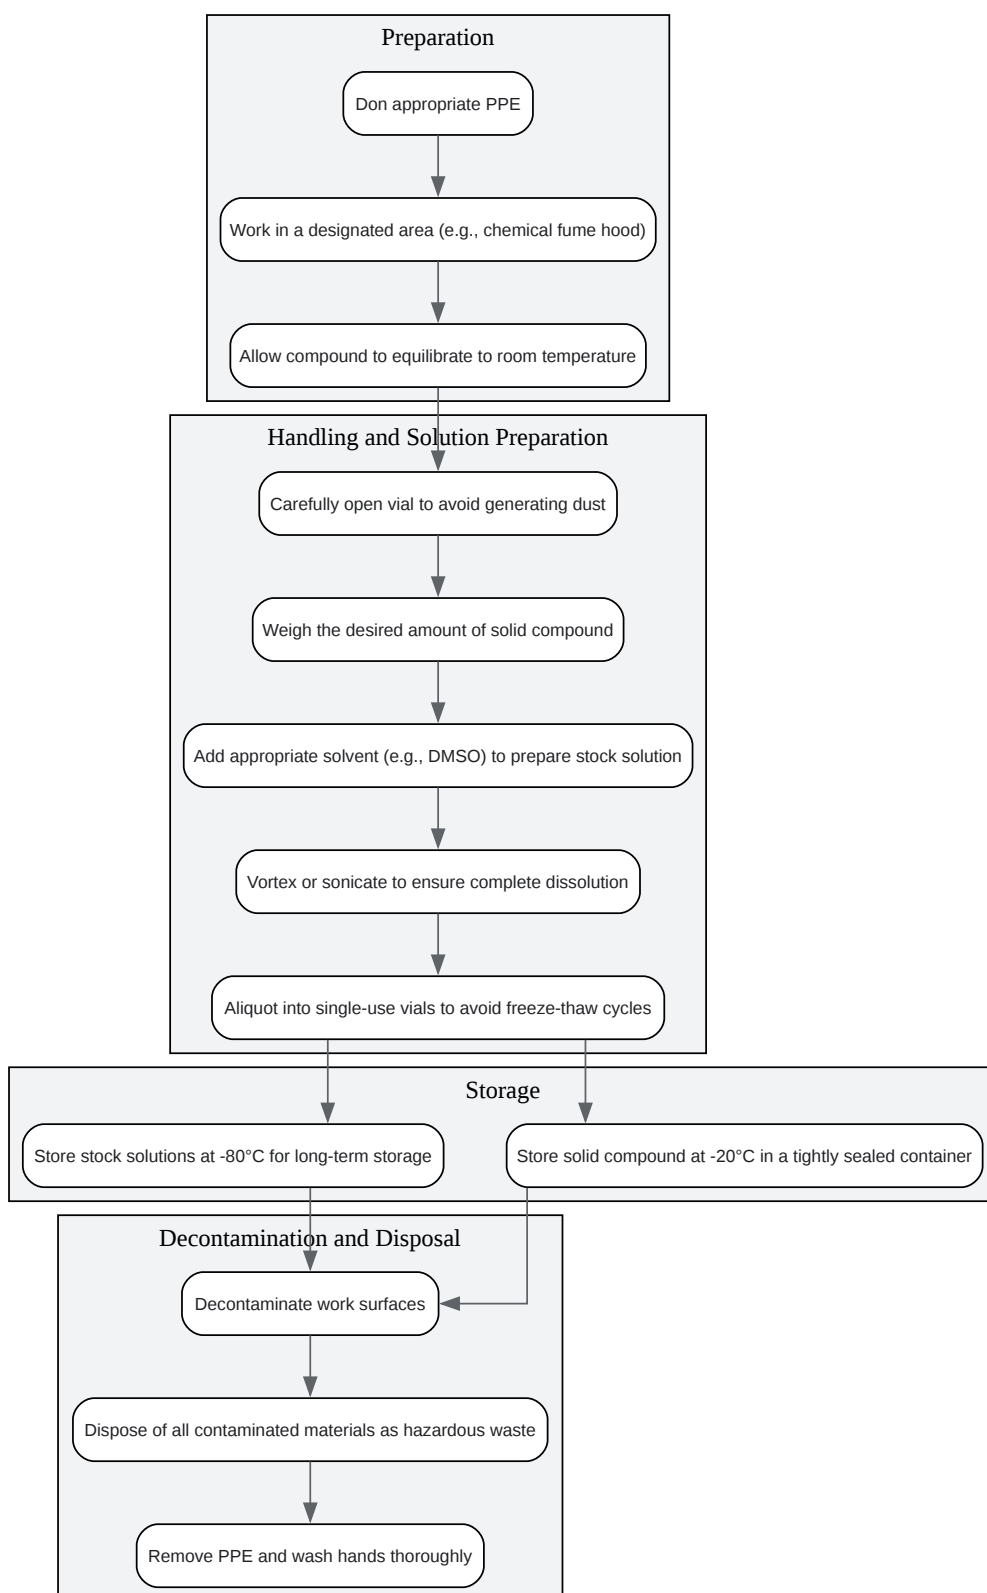 Preparation
Don appropriate PPE
Work in a designated area (e.g., chemical fume hood)
Allow compound to equilibrate to room temperature
Handling and Solution Preparation
Carefully open vial to avoid generating dust
Weigh the desired amount of solid compound
Add appropriate solvent (e.g., DMSO) to prepare stock solution
Vortex or sonicate to ensure complete dissolution
Aliquot into single-use vials to avoid freeze-thaw cycles
Storage
Store stock solutions at -80°C for long-term storage
Store solid compound at -20°C in a tightly sealed container
Decontamination and Disposal
Decontaminate work surfaces
Dispose of all contaminated materials as hazardous waste
Remove PPE and wash hands thoroughly